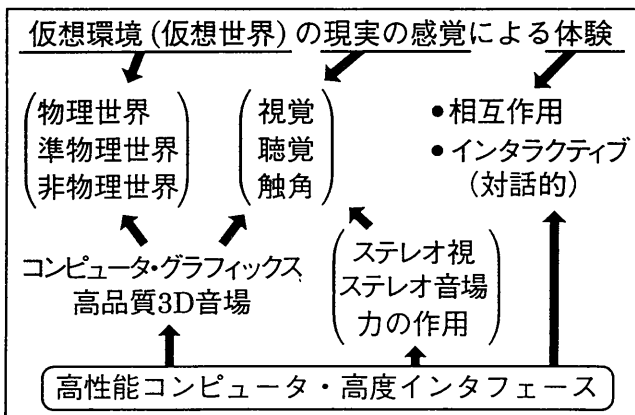 仮想環境(仮想世界)の現実の感覚による体験
物理世界
準物理世界
非物理世界
視覚
聴覚
触角
●相互作用
●インタラクティブ
(対話的)
コンピュータ・グラフィックス
高品質3D音場
ステレオ視
ステレオ音場
力の作用
高性能コンピュータ・高度インタフェース